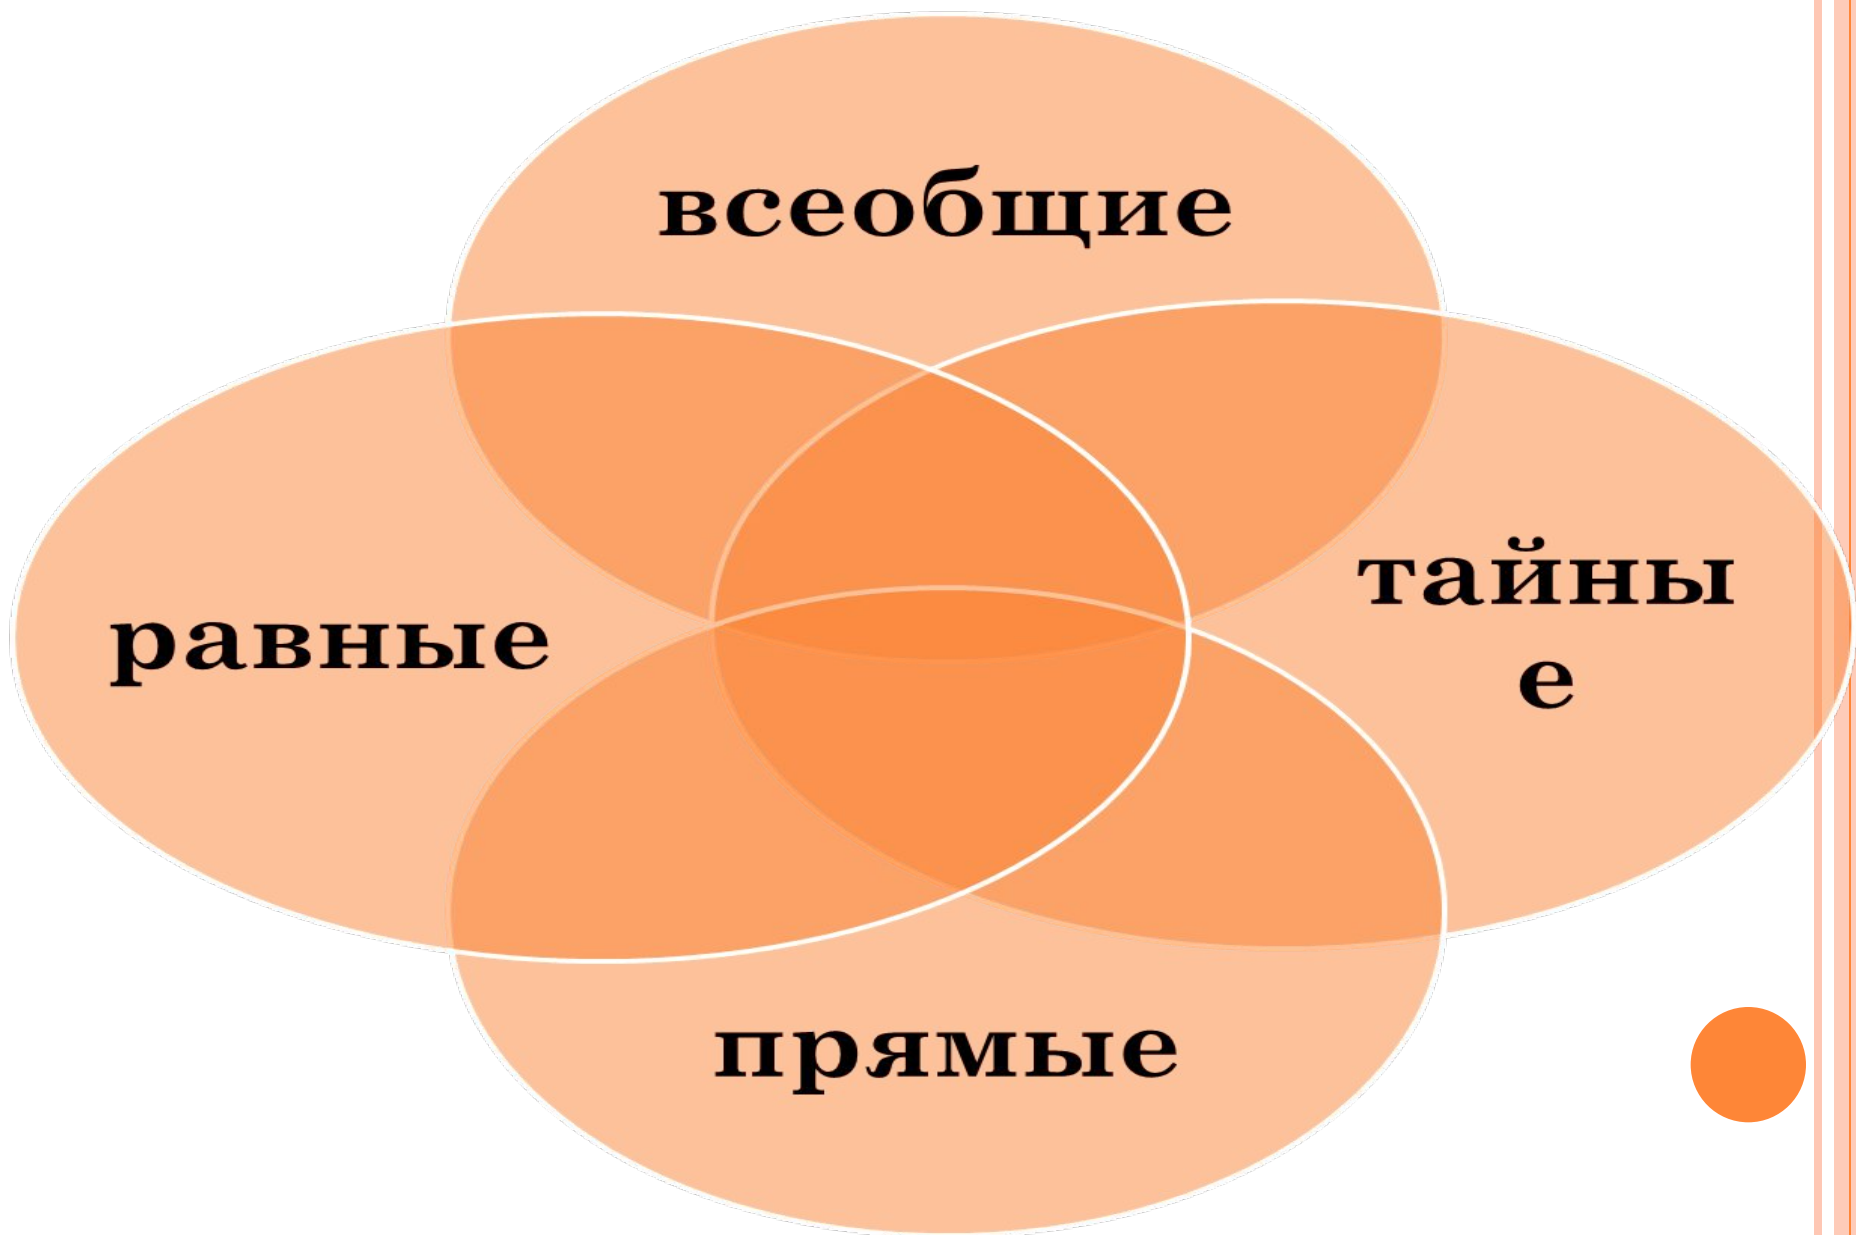 всеобщие
тайны
е
равные
прямые